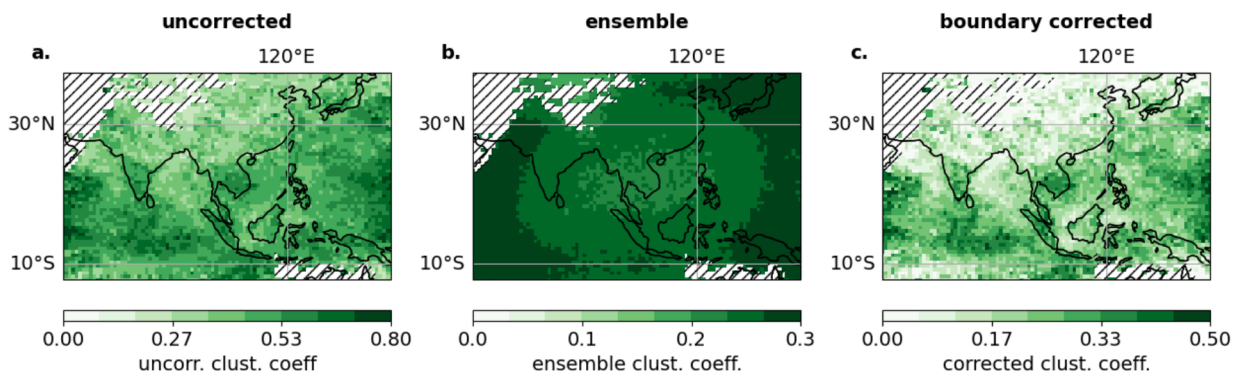 uncorrected
ensemble
boundary corrected
a.
120°E
b.
120°E
c.
120°E
30°N
30°N
30°N
10°S
10°S
10°S
0.00 0.27 0.53 0.80
uncorr. clust. coeff
0.0 0.1 0.2 0.3
ensemble clust. coeff.
0.00 0.17 0.33 0.50
corrected clust. coeff.